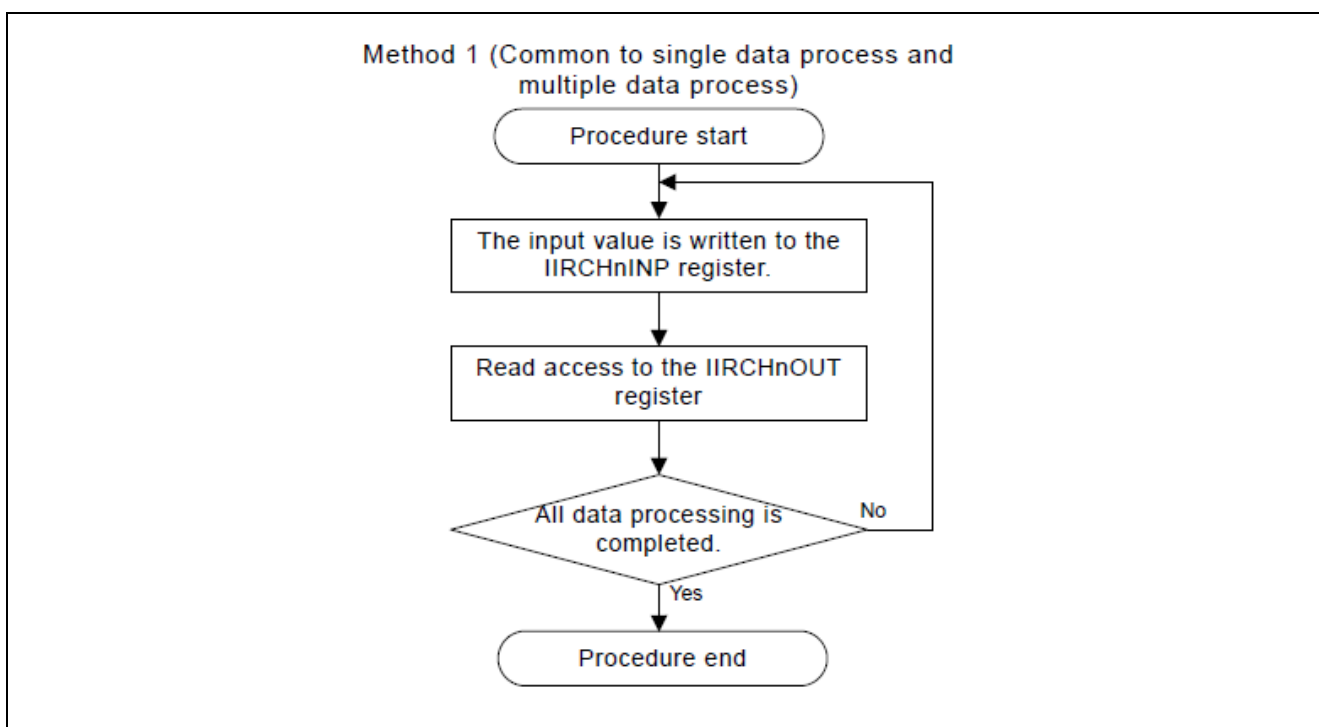 Method 1 (Common to single data process and
multiple data process)
Procedure start
The input value is written to the
IIRCHnINP register.
Read access to the IIRCHnOUT
register
All data processing is
completed.
No
Yes
Procedure end